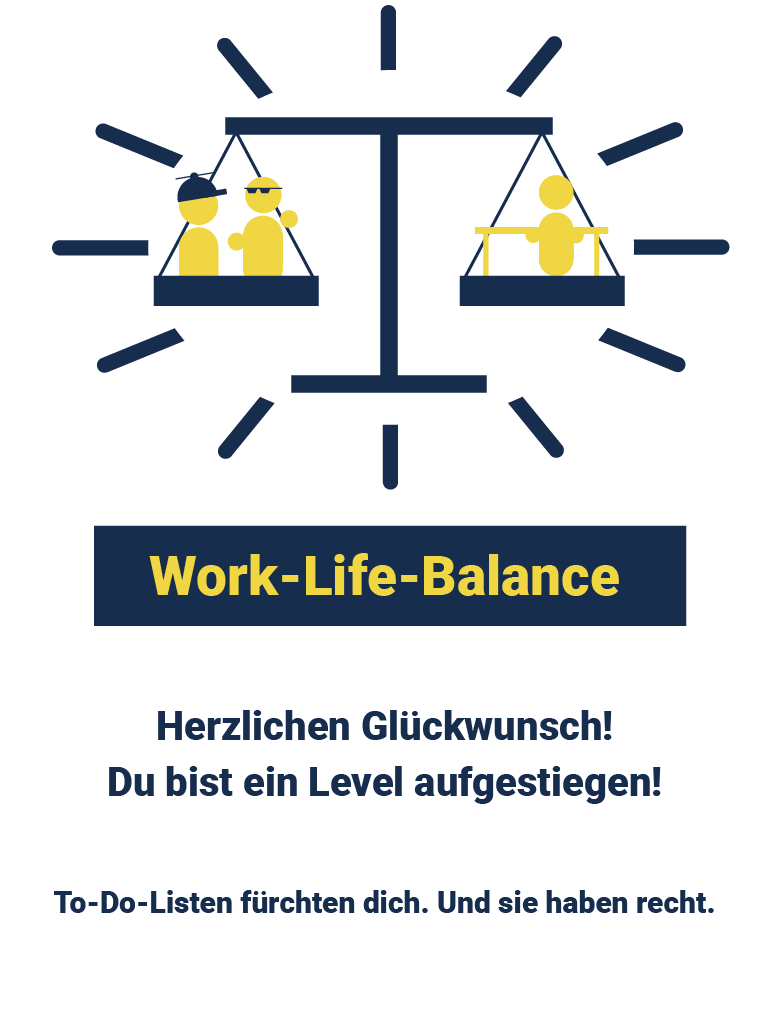 Work-Life-Balance
Herzlichen Glückwunsch!
Du bist ein Level aufgestiegen!
To-Do-Listen fürchten dich. Und sie haben recht.